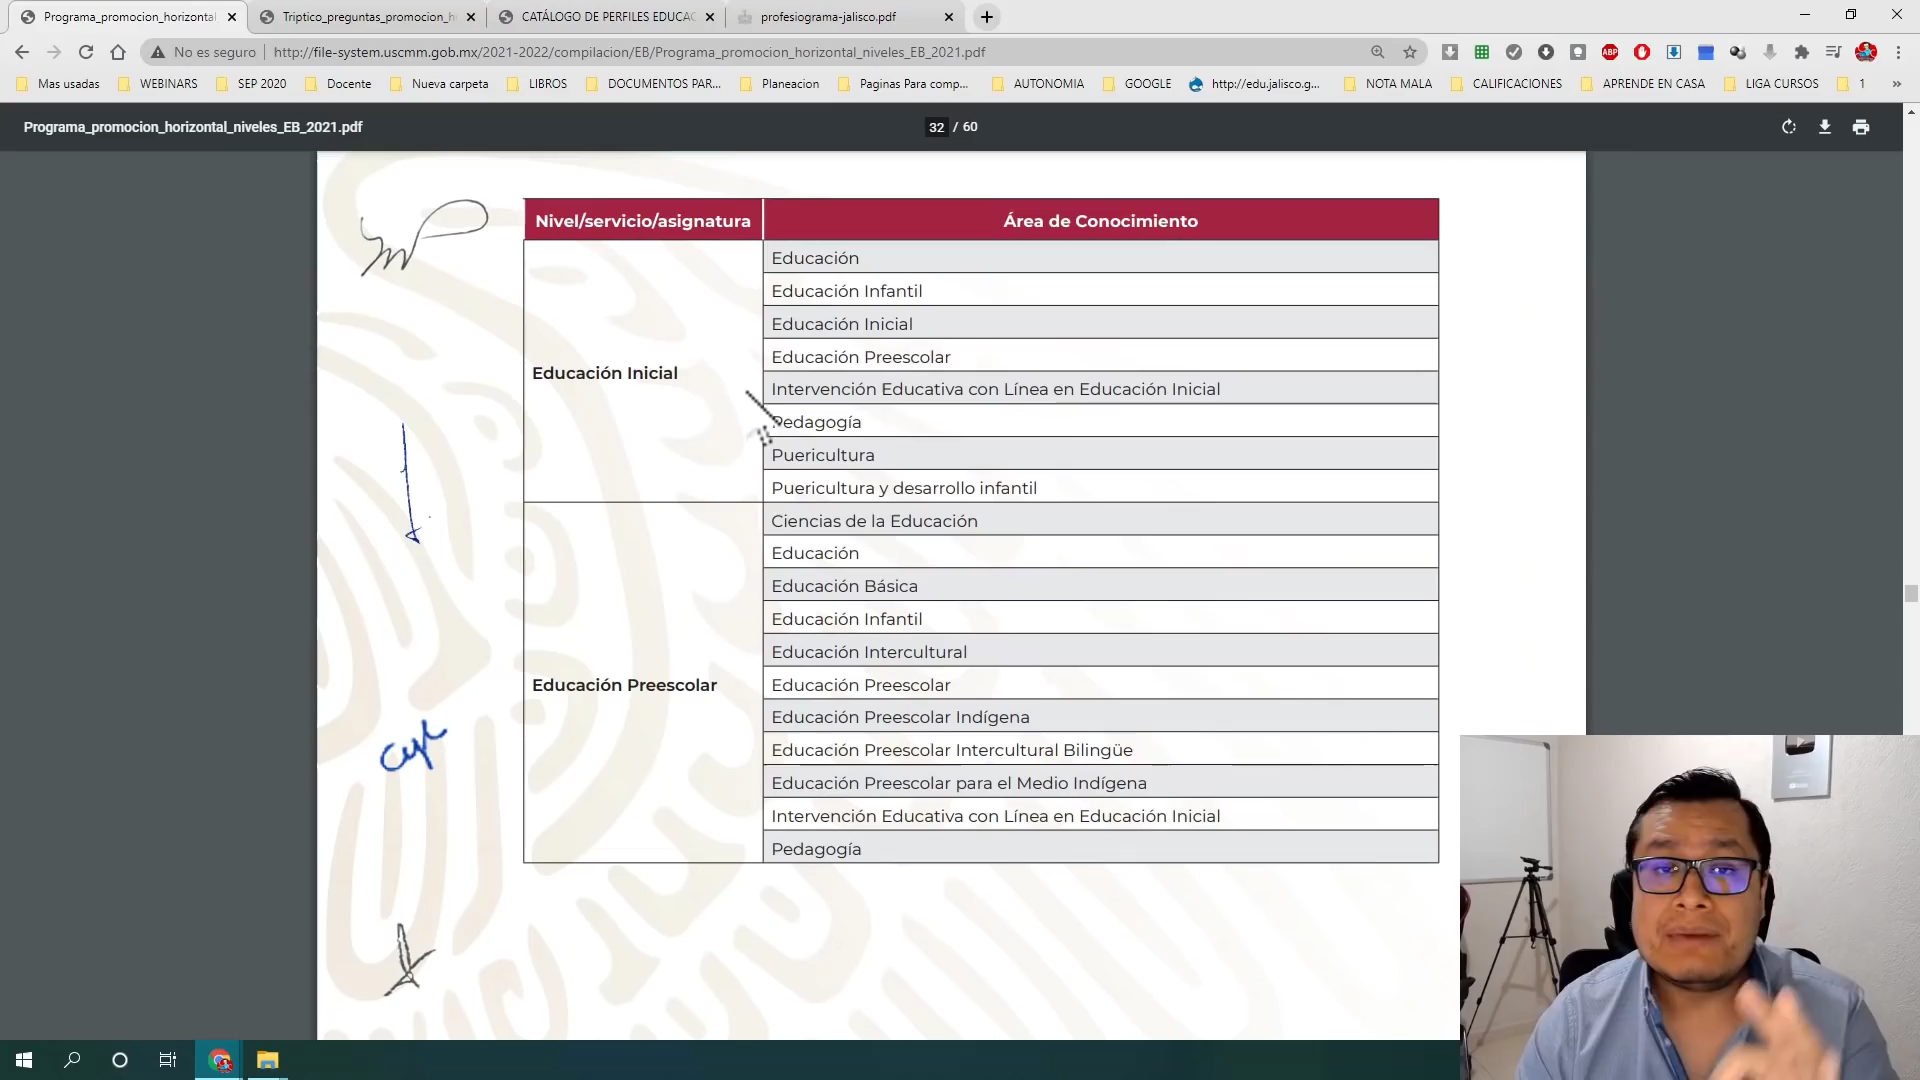 Programa_promocion_horizontal
Triptico_preguntas_promocion_h
CATÁLOGO DE PERFILES EDUCAC
profesiograma-jalisco.pdf
No es seguro
http://file-system.uscmm.gob.mx/2021-2022/compilacion/EB/Programa_promocion_horizontal_niveles_EB_2021.pdf
Mas usadas
WEBINARS
SEP 2020
Docente
Nueva carpeta
LIBROS
DOCUMENTOS PAR...
Planeacion
Paginas Para comp...
AUTONOMIA
GOOGLE
http://edu.jalisco.g...
NOTA MALA
CALIFICACIONES
APRENDE EN CASA
LIGA CURSOS
1
»
Programa_promocion_horizontal_niveles_EB_2021.pdf
32 / 60
Nivel/servicio/asignatura
Área de Conocimiento
Educación Inicial
Educación
Educación Infantil
Educación Inicial
Educación Preescolar
Intervención Educativa con Línea en Educación Inicial
Pedagogía
Puericultura
Puericultura y desarrollo infantil
Educación Preescolar
Ciencias de la Educación
Educación
Educación Básica
Educación Infantil
Educación Intercultural
Educación Preescolar
Educación Preescolar Indígena
Educación Preescolar Intercultural Bilingüe
Educación Preescolar para el Medio Indígena
Intervención Educativa con Línea en Educación Inicial
Pedagogía
ABP